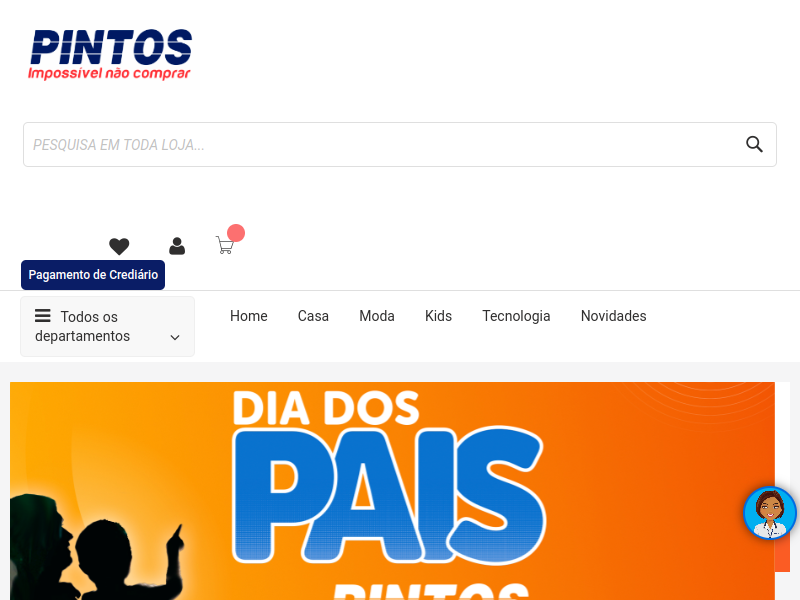 PINTOS
Impossível não comprar
PESQUISA EM TODA LOJA...
Pagamento de Crediário
Todos os
departamentos
Home
Casa
Moda
Kids
Tecnologia
Novidades
DIA DOS
PAIS
PINTOS